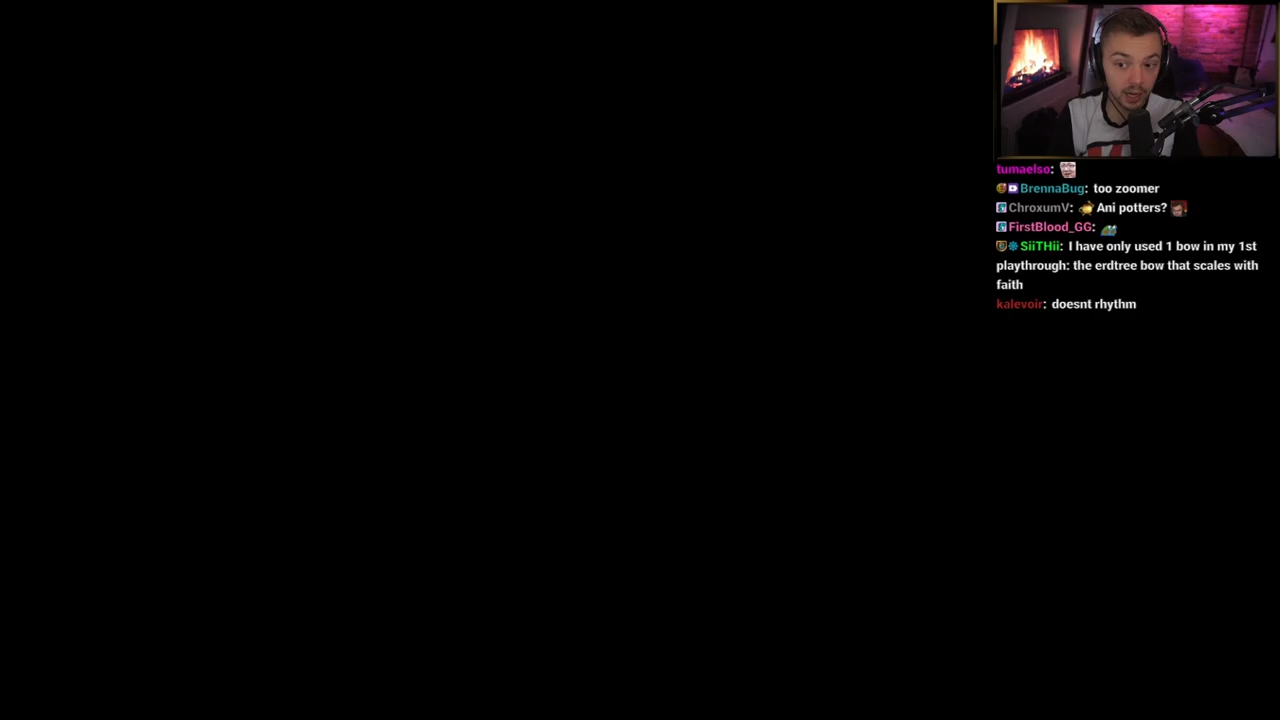 tumaelso:
BrennaBug: too zoomer
ChroxumV: Ani potters?
FirstBlood_GG:
SiiTHii: I have only used 1 bow in my 1st
playthrough: the erdtree bow that scales with
faith
kalevoir: doesnt rhythm